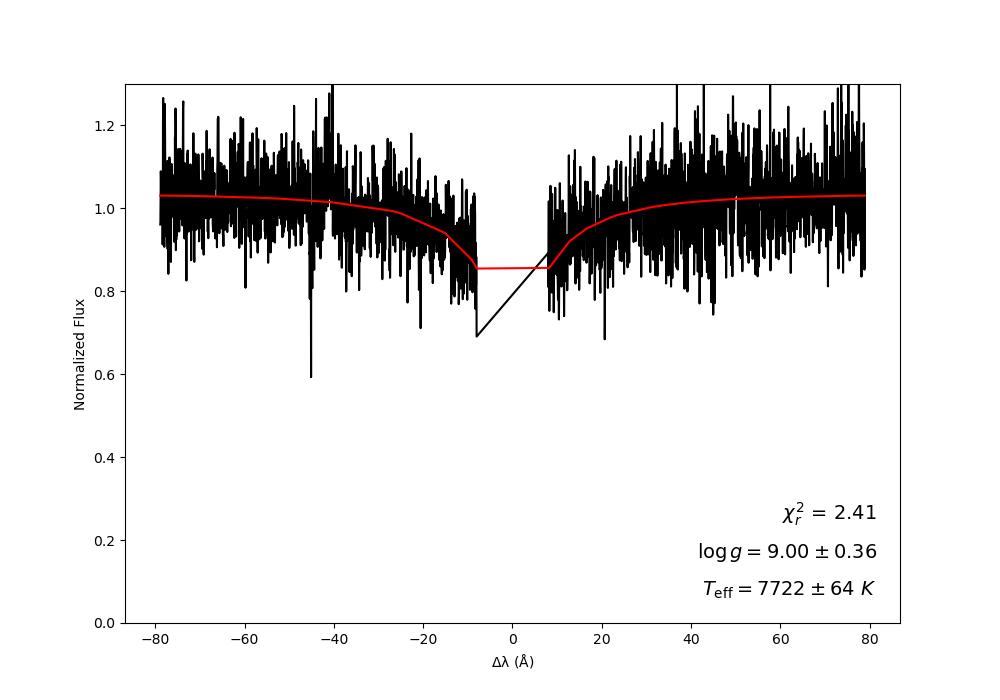 1.2
1.0
0.8
0.6
0.4
0.2
0.0
Normalized Flux
χ²ᵣ = 2.41
log g = 9.00 ± 0.36
T_eff = 7722 ± 64 K
−80 −60 −40 −20 0 20 40 60 80
Δλ (Å)